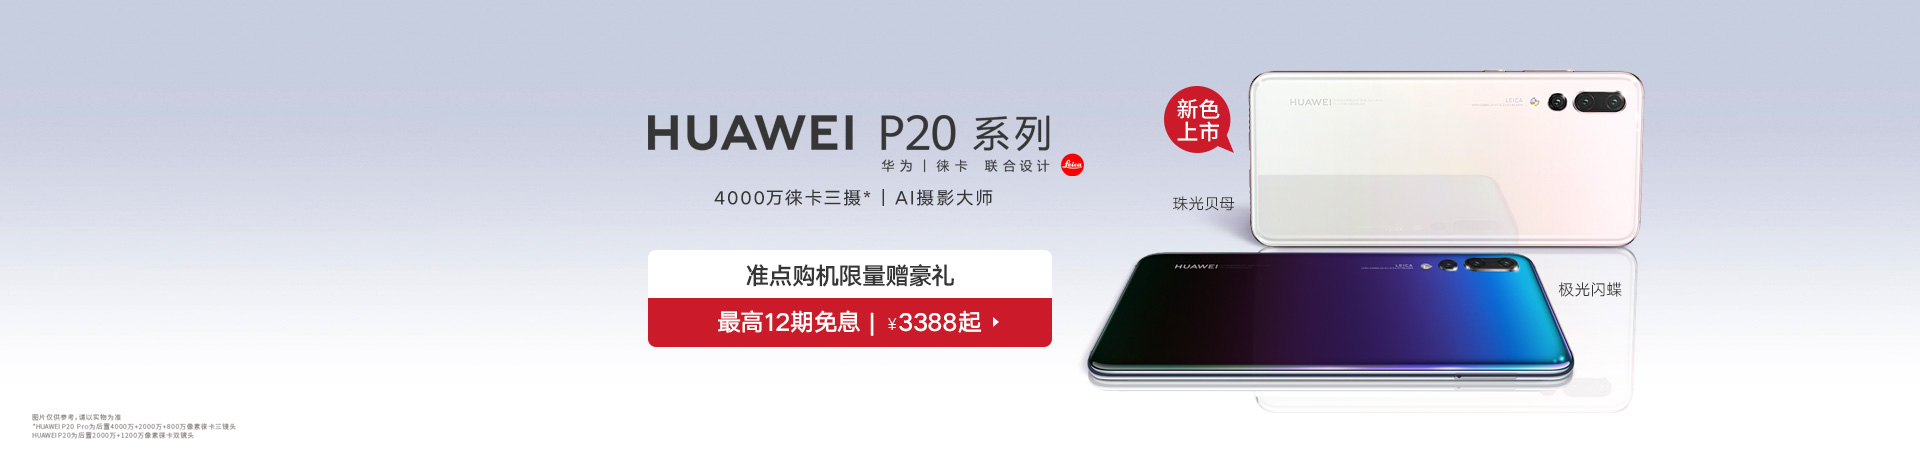 HUAWEI P20 系列
华为 | 徕卡 联合设计
Leica
4000万徕卡三摄* | AI摄影大师
准点购机限量赠豪礼
最高12期免息 | ¥3388起
新色
上市
HUAWEI
LEICA
珠光贝母
HUAWEI
LEICA
极光闪蝶
图片仅供参考，请以实物为准
*HUAWEI P20 Pro为后置4000万+2000万+800万像素徕卡三镜头
HUAWEI P20为后置2000万+1200万像素徕卡双镜头